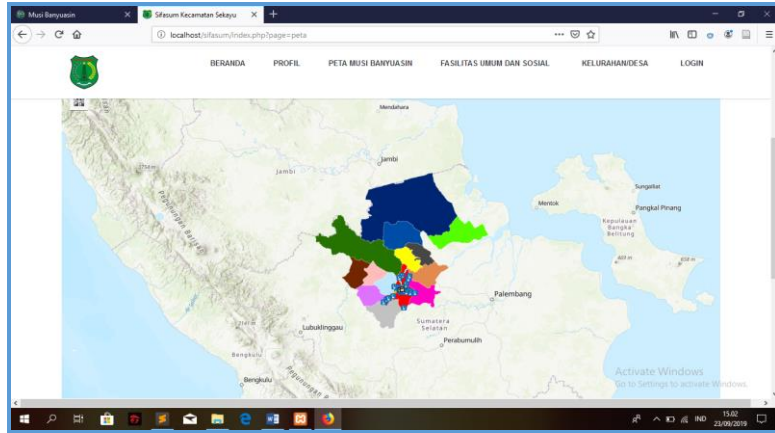 Musi Banyuasin
Sifasum Kecamatan Sekayu
localhost/sifasum/index.php?page=peta
BERANDA PROFIL PETA MUSI BANYUASIN FASILITAS UMUM DAN SOSIAL KELURAHAN/DESA LOGIN
Mendahara
Jambi
Jambi
Mentok
Sungailiat
Pangkal Pinang
Kepulauan
Bangka
Belitung
Palembang
Sumatera
Selatan
Lubuklinggau
Perabumulih
Bengkulu
Bengkulu
Activate Windows
Go to Settings to activate Windows.
IND
15.02
23/09/2019